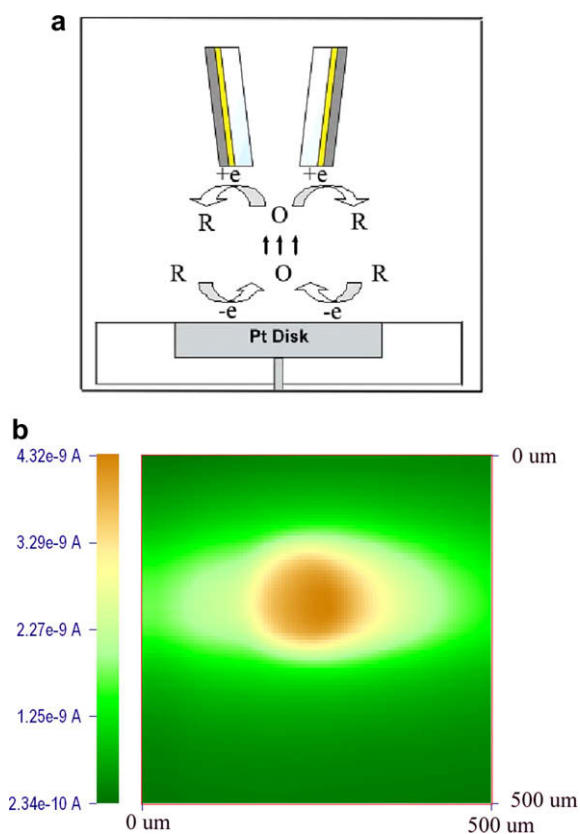 a
+e +e
R O R
R O R
-e -e
Pt Disk
b
4.32e-9 A
0 um
3.29e-9 A
2.27e-9 A
1.25e-9 A
2.34e-10 A
500 um
0 um
500 um